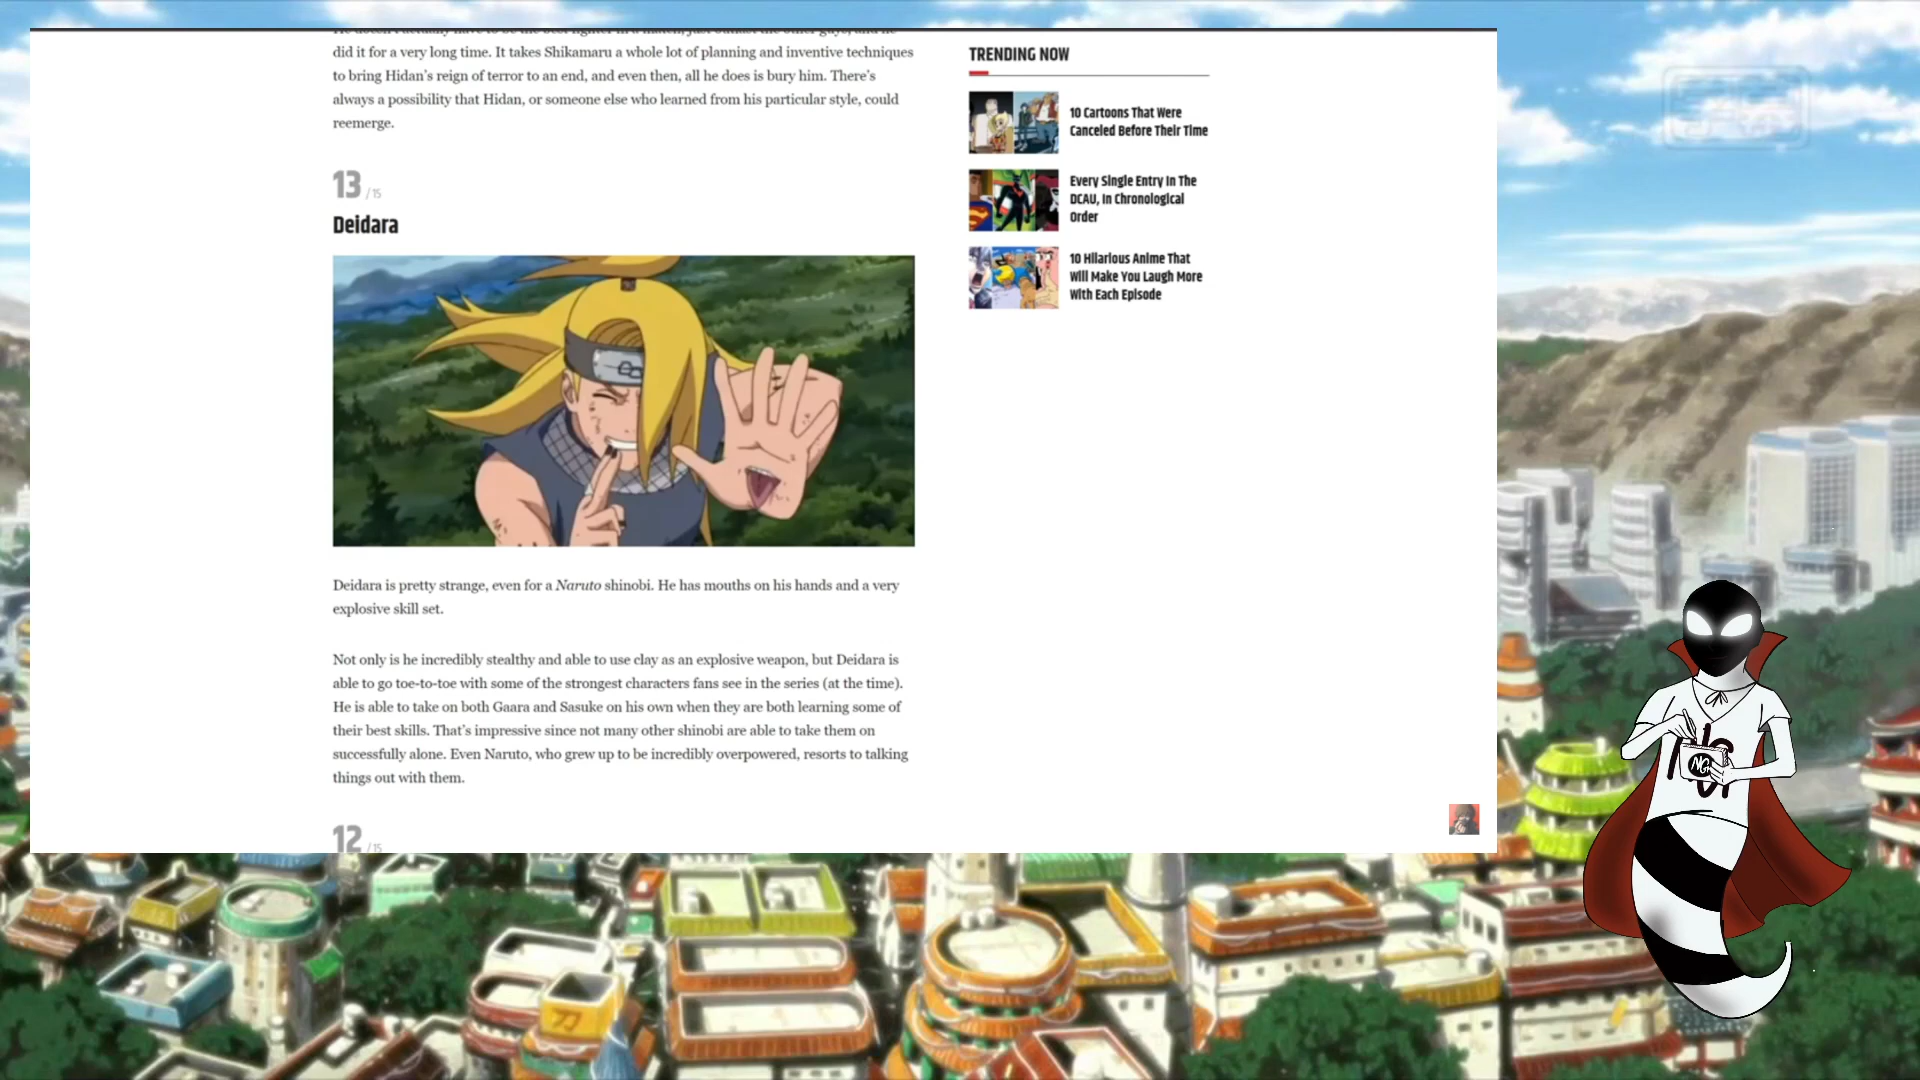 did it for a very long time. It takes Shikamaru a whole lot of planning and inventive techniques
to bring Hidan’s reign of terror to an end, and even then, all he does is bury him. There’s
always a possibility that Hidan, or someone else who learned from his particular style, could
reemerge.
13 / 15
Deidara
Deidara is pretty strange, even for a Naruto shinobi. He has mouths on his hands and a very
explosive skill set.
Not only is he incredibly stealthy and able to use clay as an explosive weapon, but Deidara is
able to go toe-to-toe with some of the strongest characters fans see in the series (at the time).
He is able to take on both Gaara and Sasuke on his own when they are both learning some of
their best skills. That’s impressive since not many other shinobi are able to take them on
successfully alone. Even Naruto, who grew up to be incredibly overpowered, resorts to talking
things out with them.
12 / 15
TRENDING NOW
10 Cartoons That Were
Canceled Before Their Time
Every Single Entry In The
DCAU, In Chronological
Order
10 Hilarious Anime That
Will Make You Laugh More
With Each Episode
NG